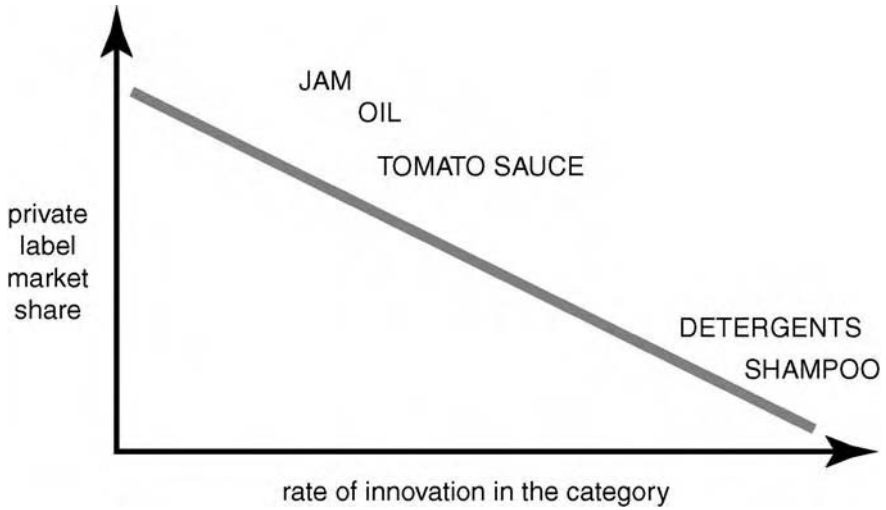 JAM
OIL
TOMATO SAUCE
private
label
market
share
DETERGENTS
SHAMPOO
rate of innovation in the category